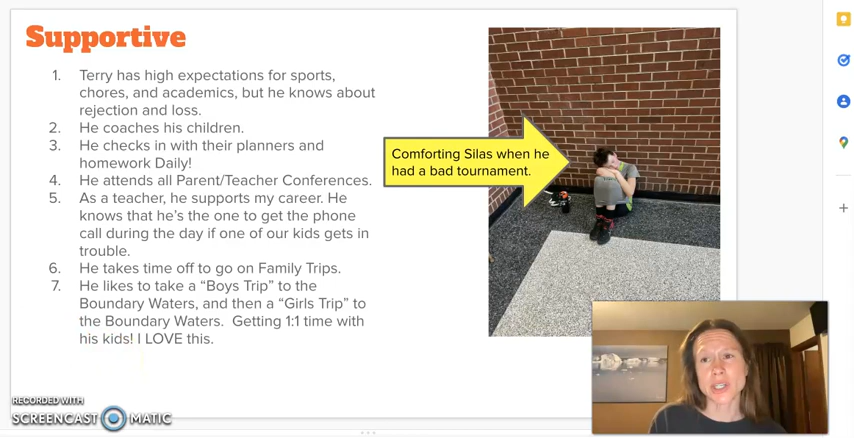 Supportive
1. Terry has high expectations for sports,
chores, and academics, but he knows about
rejection and loss.
2. He coaches his children.
3. He checks in with their planners and
homework Daily!
4. He attends all Parent/Teacher Conferences.
5. As a teacher, he supports my career. He
knows that he's the one to get the phone
call during the day if one of our kids gets in
trouble.
6. He takes time off to go on Family Trips.
7. He likes to take a “Boys Trip” to the
Boundary Waters, and then a “Girls Trip” to
the Boundary Waters. Getting 1:1 time with
his kids! I LOVE this.
Comforting Silas when he
had a bad tournament.
RECORDED WITH
SCREENCAST MATIC